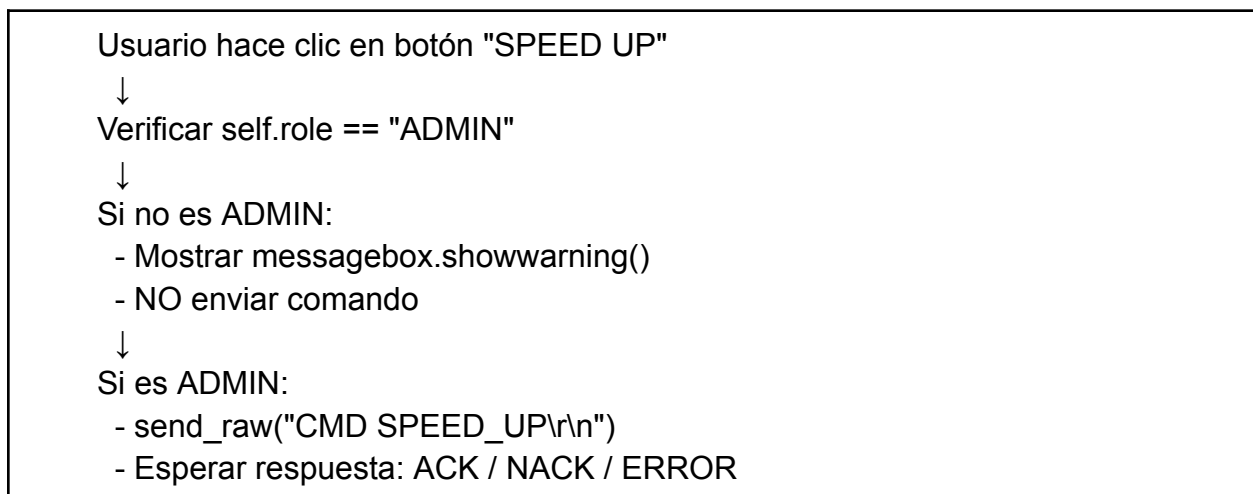 Usuario hace clic en botón "SPEED UP"
↓
Verificar self.role == "ADMIN"
↓
Si no es ADMIN:
- Mostrar messagebox.showwarning()
- NO enviar comando
↓
Si es ADMIN:
- send_raw("CMD SPEED_UP\r\n")
- Esperar respuesta: ACK / NACK / ERROR